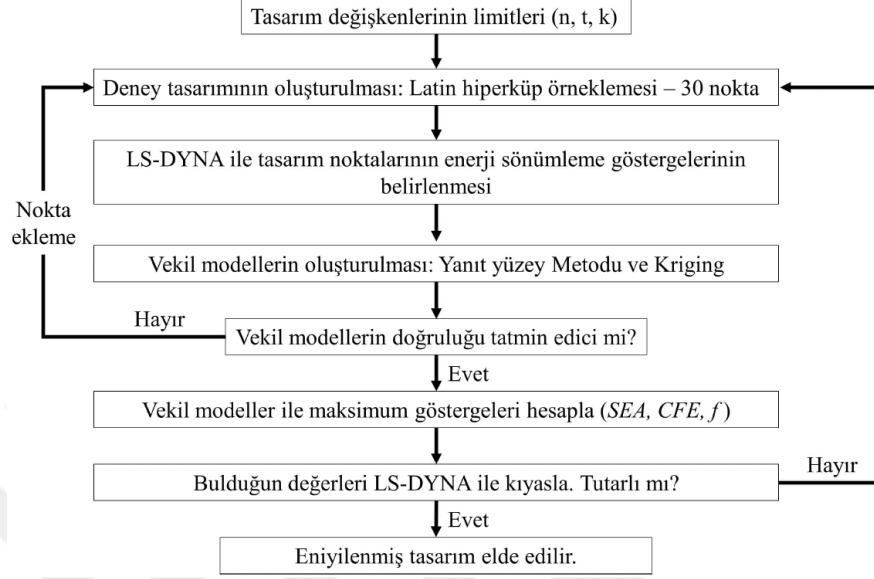 Tasarım değişkenlerinin limitleri (n, t, k)
Deney tasarımının oluşturulması: Latin hiperküp örneklemesi – 30 nokta
LS-DYNA ile tasarım noktalarının enerji sönümleme göstergelerinin
belirlenmesi
Nokta
ekleme
Vekil modellerin oluşturulması: Yanıt yüzey Metodu ve Kriging
Hayır
Vekil modellerin doğruluğu tatmin edici mi?
Evet
Vekil modeller ile maksimum göstergeleri hesapla (SEA, CFE, f)
Hayır
Bulduğun değerleri LS-DYNA ile kıyasla. Tutarlı mı?
Evet
Eniyilenmiş tasarım elde edilir.